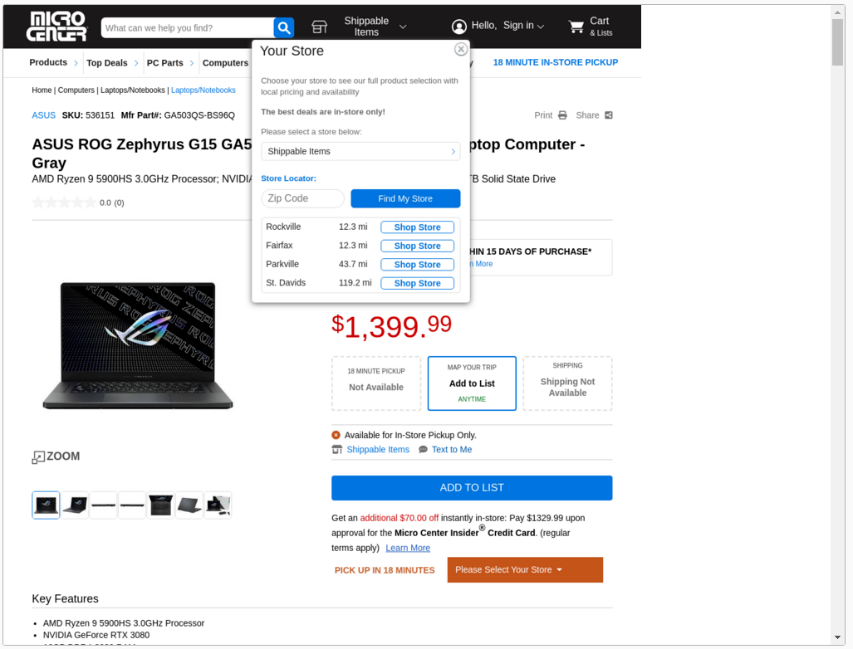 MICRO CENTER
What can we help you find?
Shippable Items
Hello, Sign in
Cart
& Lists
Products > Top Deals > PC Parts > Computers
18 MINUTE IN-STORE PICKUP
Home | Computers | Laptops/Notebooks | Laptops/Notebooks
ASUS SKU: 536151 Mfr Part#: GA503QS-BS96Q
Print Share
ASUS ROG Zephyrus G15 GA5
ptop Computer -
Gray
AMD Ryzen 9 5900HS 3.0GHz Processor; NVIDI
TB Solid State Drive
0.0 (0)
Your Store
Choose your store to see our full product selection with
local pricing and availability
The best deals are in-store only!
Please select a store below:
Shippable Items
Store Locator:
Zip Code
Find My Store
Rockville 12.3 mi Shop Store
Fairfax 12.3 mi Shop Store
Parkville 43.7 mi Shop Store
St. Davids 119.2 mi Shop Store
HIN 15 DAYS OF PURCHASE*
n More
$1,399.99
18 MINUTE PICKUP
Not Available
MAP YOUR TRIP
Add to List
ANYTIME
SHIPPING
Shipping Not
Available
Available for In-Store Pickup Only.
Shippable Items Text to Me
ZOOM
ADD TO LIST
Get an additional $70.00 off instantly in-store: Pay $1329.99 upon
approval for the Micro Center Insider® Credit Card. (regular
terms apply) Learn More
PICK UP IN 18 MINUTES Please Select Your Store
Key Features
• AMD Ryzen 9 5900HS 3.0GHz Processor
• NVIDIA GeForce RTX 3080